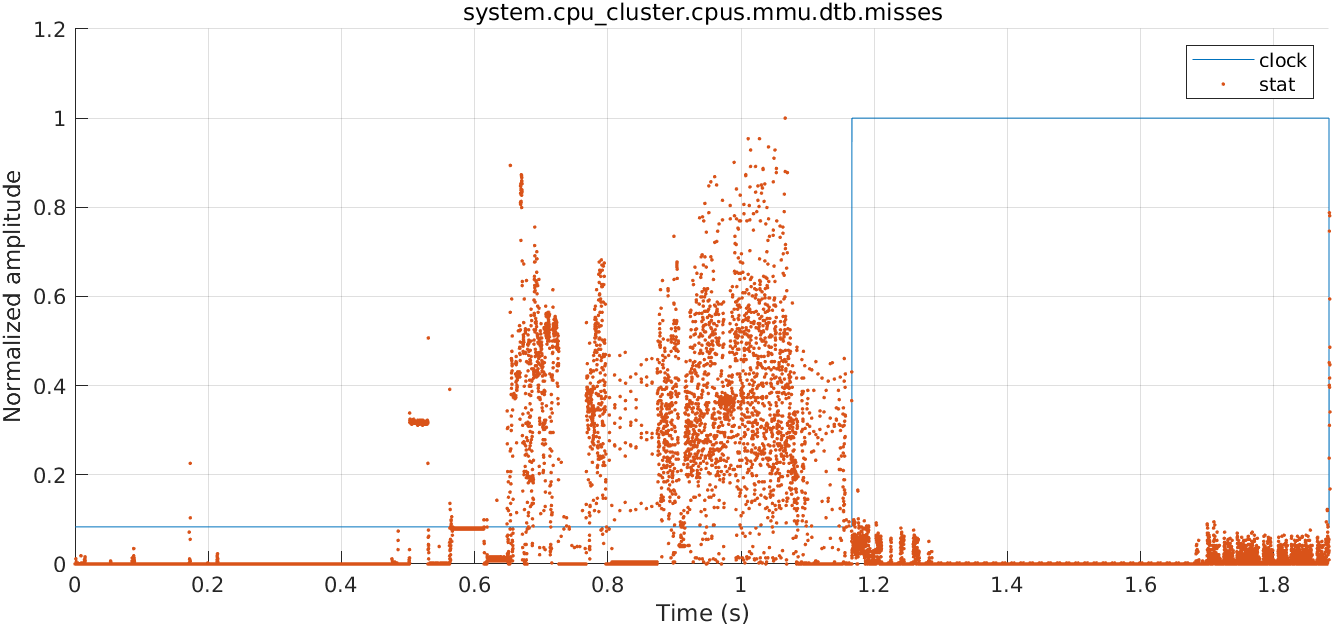 system.cpu_cluster.cpus.mmu.dtb.misses
1.2
1
0.8
0.6
0.4
0.2
0
Normalized amplitude
clock
stat
0 0.2 0.4 0.6 0.8 1 1.2 1.4 1.6 1.8
Time (s)